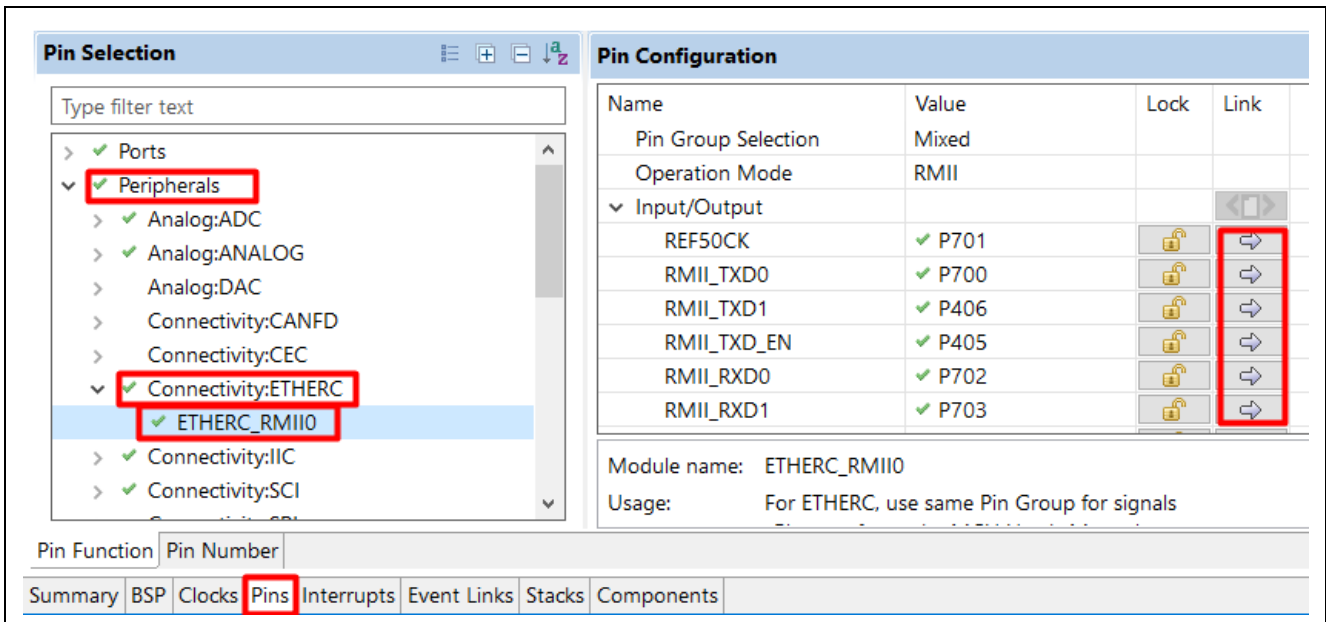 Pin Selection
Type filter text
Ports
Peripherals
Analog:ADC
Analog:ANALOG
Analog:DAC
Connectivity:CANFD
Connectivity:CEC
Connectivity:ETHERC
ETHERC_RMII0
Connectivity:IIC
Connectivity:SCI
Pin Configuration
Name Value Lock Link
Pin Group Selection Mixed
Operation Mode RMII
Input/Output
REF50CK P701
RMII_TXD0 P700
RMII_TXD1 P406
RMII_TXD_EN P405
RMII_RXD0 P702
RMII_RXD1 P703
Module name: ETHERC_RMII0
Usage: For ETHERC, use same Pin Group for signals
Pin Function Pin Number
Summary BSP Clocks Pins Interrupts Event Links Stacks Components